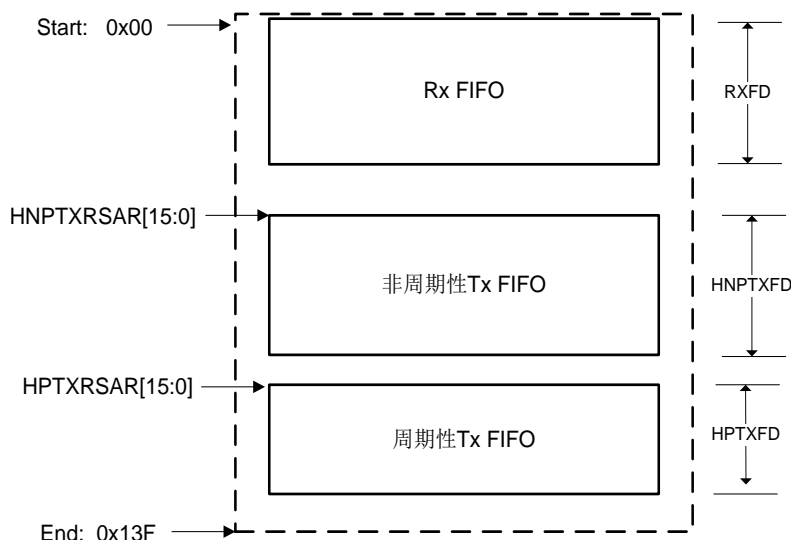 Start: 0x00
Rx FIFO
RXFD
HNPTXRSAR[15:0]
非周期性Tx FIFO
HNPTXFD
HPTXRSAR[15:0]
周期性Tx FIFO
HPTXFD
End: 0x13F